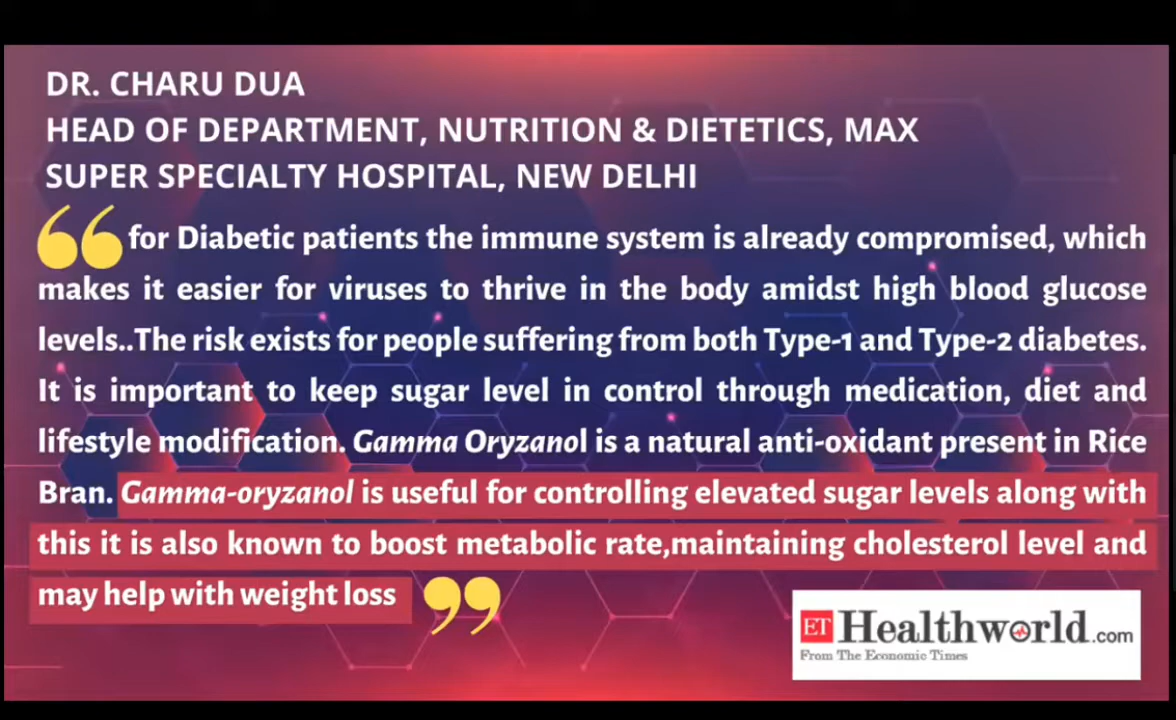 DR. CHARU DUA
HEAD OF DEPARTMENT, NUTRITION & DIETETICS, MAX
SUPER SPECIALTY HOSPITAL, NEW DELHI
“for Diabetic patients the immune system is already compromised, which
makes it easier for viruses to thrive in the body amidst high blood glucose
levels..The risk exists for people suffering from both Type-1 and Type-2 diabetes.
It is important to keep sugar level in control through medication, diet and
lifestyle modification. Gamma Oryzanol is a natural anti-oxidant present in Rice
Bran. Gamma-oryzanol is useful for controlling elevated sugar levels along with
this it is also known to boost metabolic rate,maintaining cholesterol level and
may help with weight loss”
ET Healthworld.com
From The Economic Times